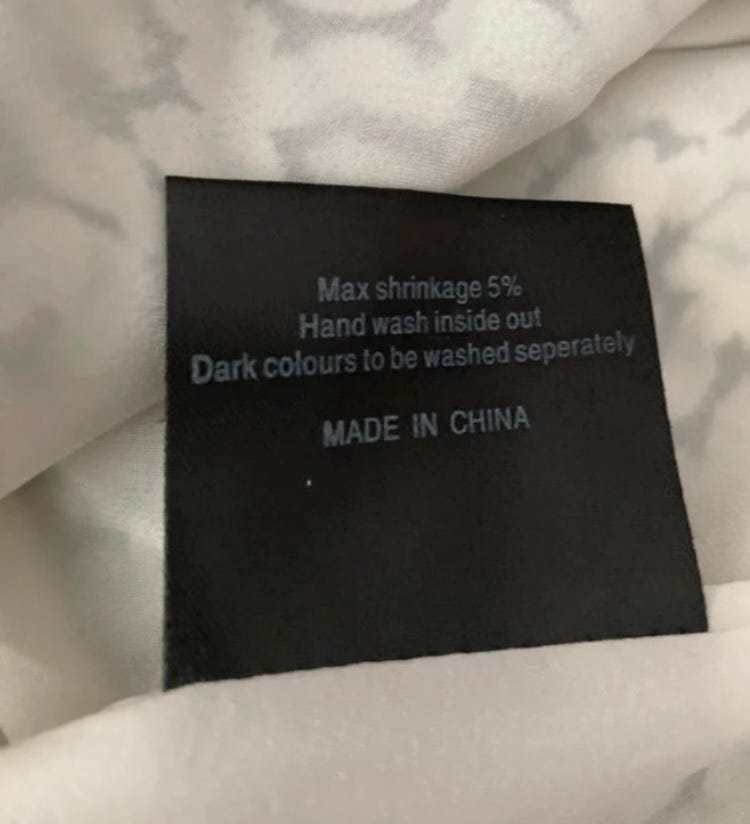 Max shrinkage 5%
Hand wash inside out
Dark colours to be washed seperately
MADE IN CHINA